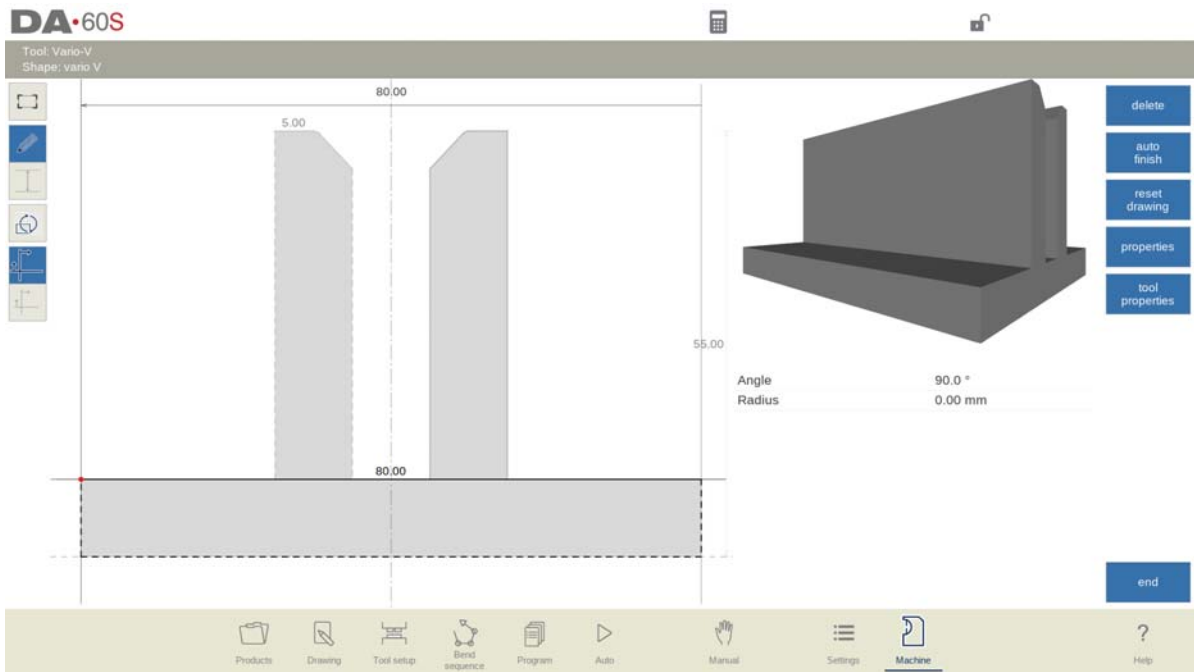 DA•60S
Tool: Vario-V
Shape: vario V
80.00
5.00
55.00
80.00
delete
auto
finish
reset
drawing
properties
tool
properties
Angle 90.0 °
Radius 0.00 mm
end
Products
Drawing
Tool setup
Bend
sequence
Program
Auto
Manual
Settings
Machine
?
Help